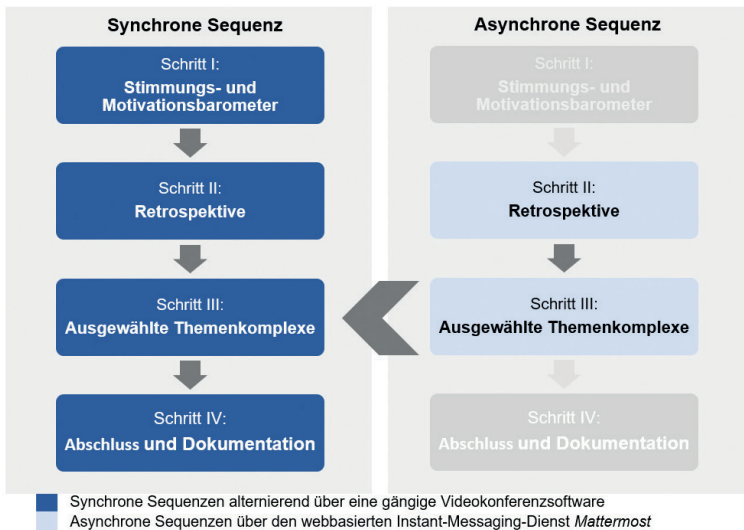 Synchrone Sequenz
Schritt I:
Stimmungs- und
Motivationsbarometer
Schritt II:
Retrospektive
Schritt III:
Ausgewählte Themenkomplexe
Schritt IV:
Abschluss und Dokumentation
Asynchrone Sequenz
Schritt I:
Stimmungs- und
Motivationsbarometer
Schritt II:
Retrospektive
Schritt III:
Ausgewählte Themenkomplexe
Schritt IV:
Abschluss und Dokumentation
Synchrone Sequenzen alternierend über eine gängige Videokonferenzsoftware
Asynchrone Sequenzen über den webbasierten Instant-Messaging-Dienst Mattermost